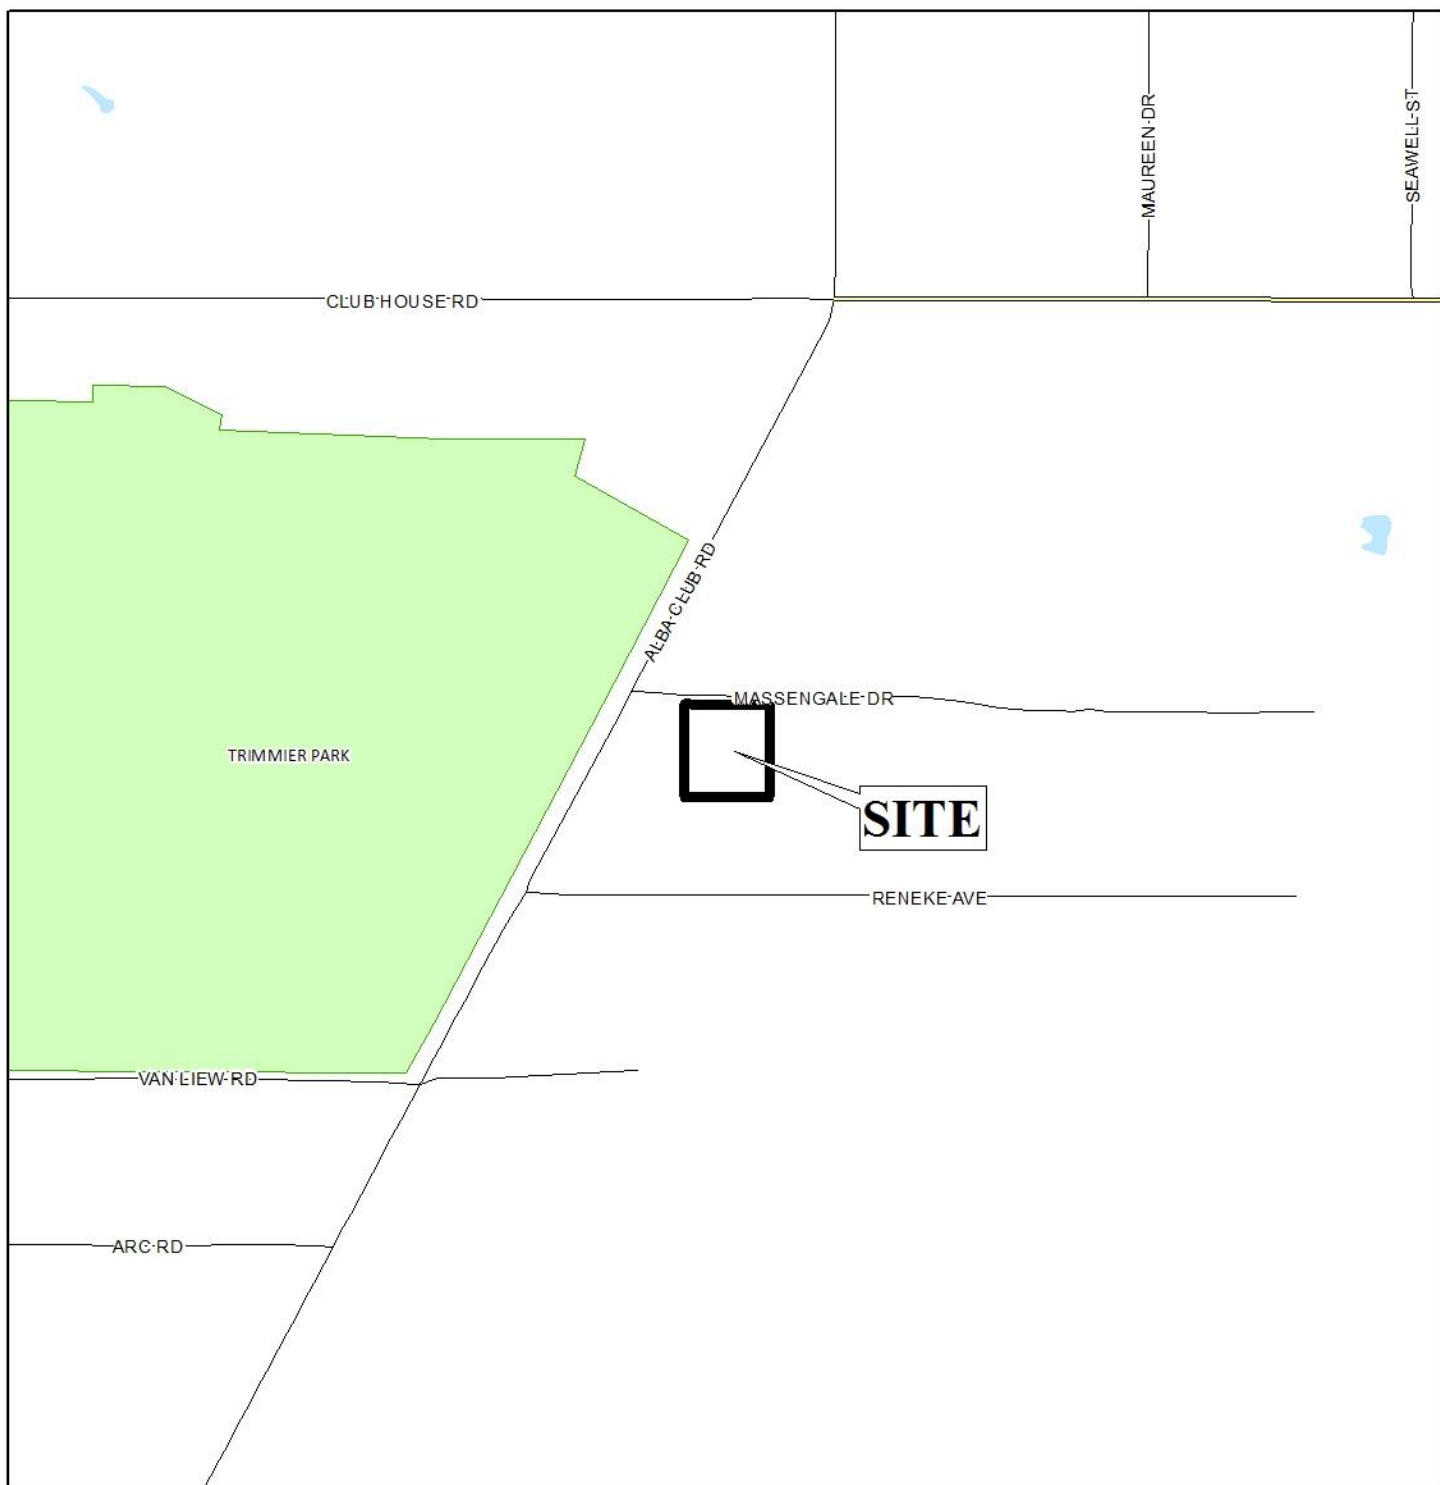 MAUREEN DR
SEAWELL ST
CLUB HOUSE RD
ALBA CLUB RD
MASSENGALE DR
TRIMMIER PARK
SITE
RENEKE AVE
VAN LIEW RD
ARC RD